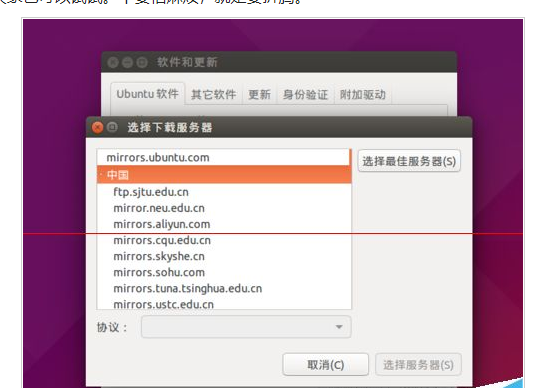 软件和更新
Ubuntu 软件 其它软件 更新 身份验证 附加驱动
选择下载服务器
mirrors.ubuntu.com
中国
选择最佳服务器(S)
ftp.sjtu.edu.cn
mirror.neu.edu.cn
mirrors.aliyun.com
mirrors.cqu.edu.cn
mirrors.skyshe.cn
mirrors.sohu.com
mirrors.tuna.tsinghua.edu.cn
mirrors.ustc.edu.cn
协议：
取消(C) 选择服务器(S)